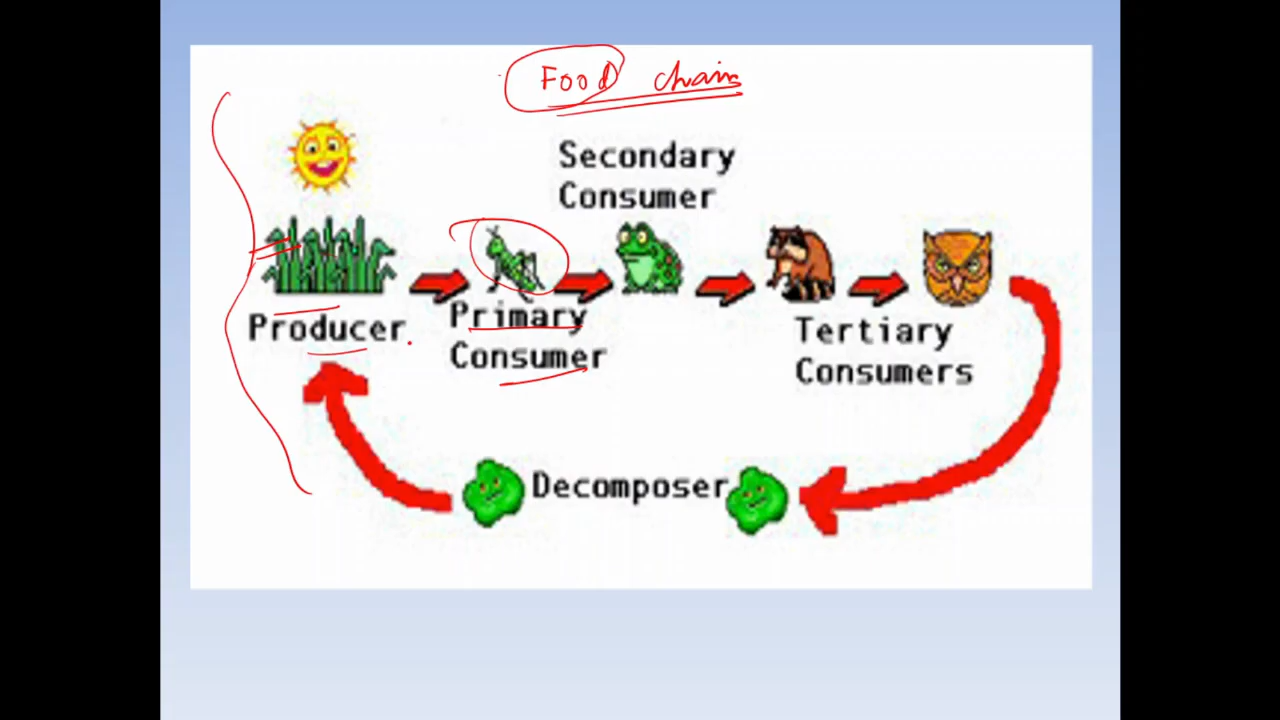 Food chain
Secondary
Consumer
Producer
Primary
Consumer
Tertiary
Consumers
Decomposer